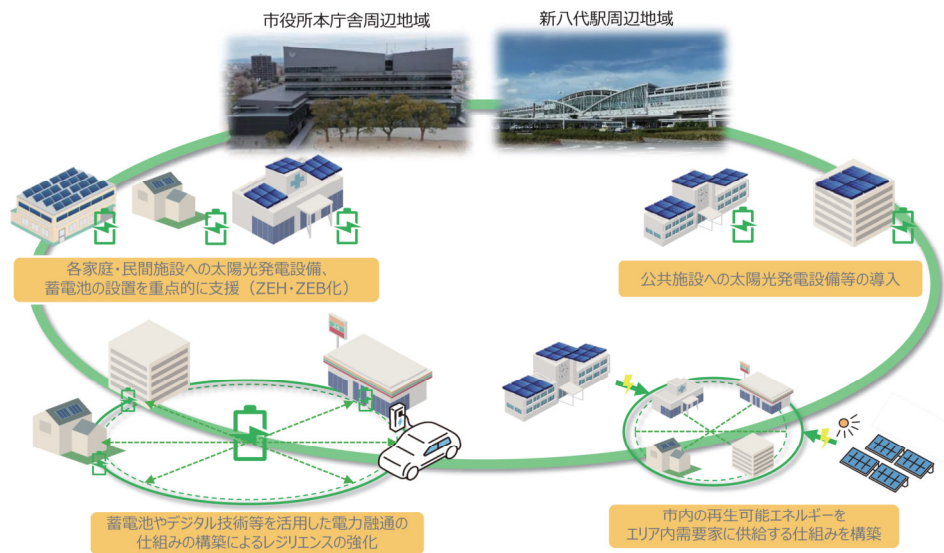 市役所本庁舎周辺地域
新八代駅周辺地域
各家庭・民間施設への太陽光発電設備、
蓄電池の設置を重点的に支援（ZEH・ZEB化）
公共施設への太陽光発電設備等の導入
蓄電池やデジタル技術等を活用した電力融通の
仕組みの構築によるレジリエンスの強化
市内の再生可能エネルギーを
エリア内需要家に供給する仕組みを構築